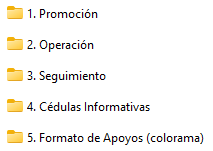 1. Promoción
2. Operación
3. Seguimiento
4. Cédulas Informativas
5. Formato de Apoyos (colorama)